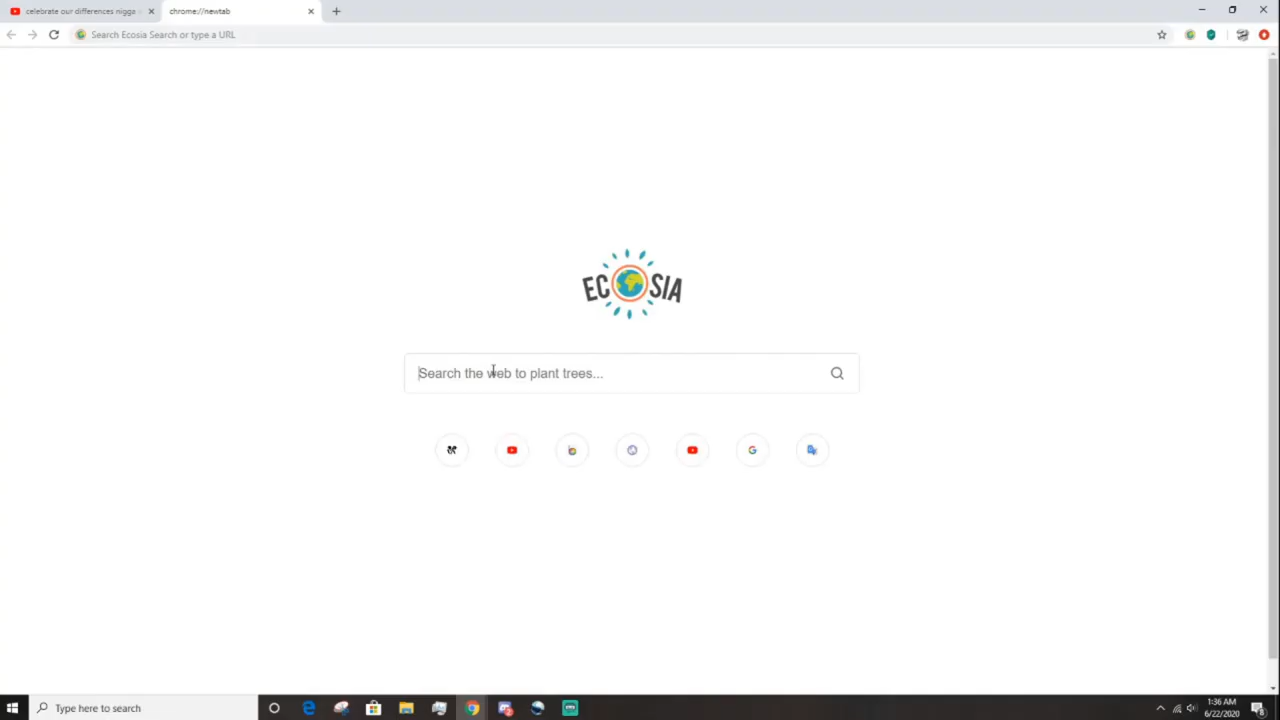 celebrate our differences nigga -
chrome://newtab
Search Ecosia Search or type a URL
ECOSIA
Search the web to plant trees...
Type here to search
1:36 AM
6/22/2020